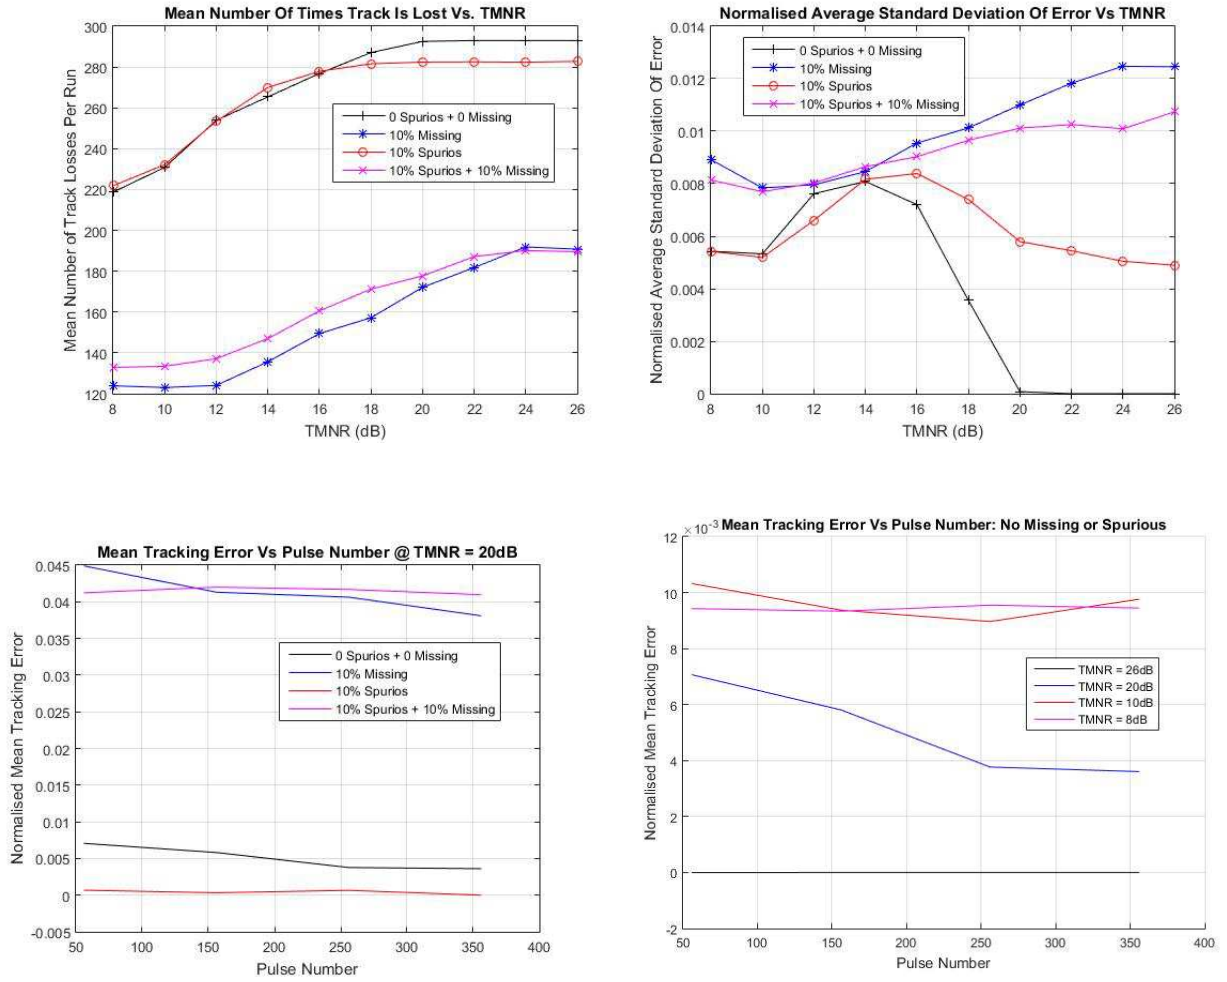 Mean Number Of Times Track Is Lost Vs. TMNR
300
280
260
240
220
200
180
160
140
120
Mean Number of Track Losses Per Run
0 Spurios + 0 Missing
10% Missing
10% Spurios
10% Spurios + 10% Missing
8 10 12 14 16 18 20 22 24 26
TMNR (dB)
Normalised Average Standard Deviation Of Error Vs TMNR
0.014
0.012
0.01
0.008
0.006
0.004
0.002
0
Normalised Average Standard Deviation Of Error
0 Spurios + 0 Missing
10% Missing
10% Spurios
10% Spurios + 10% Missing
8 10 12 14 16 18 20 22 24 26
TMNR (dB)
Mean Tracking Error Vs Pulse Number @ TMNR = 20dB
0.045
0.04
0.035
0.03
0.025
0.02
0.015
0.01
0.005
0
-0.005
Normalised Mean Tracking Error
0 Spurios + 0 Missing
10% Missing
10% Spurios
10% Spurios + 10% Missing
50 100 150 200 250 300 350 400
Pulse Number
×10-3
Mean Tracking Error Vs Pulse Number: No Missing or Spurious
12
10
8
6
4
2
0
-2
Normalised Mean Tracking Error
TMNR = 26dB
TMNR = 20dB
TMNR = 10dB
TMNR = 8dB
50 100 150 200 250 300 350 400
Pulse Number